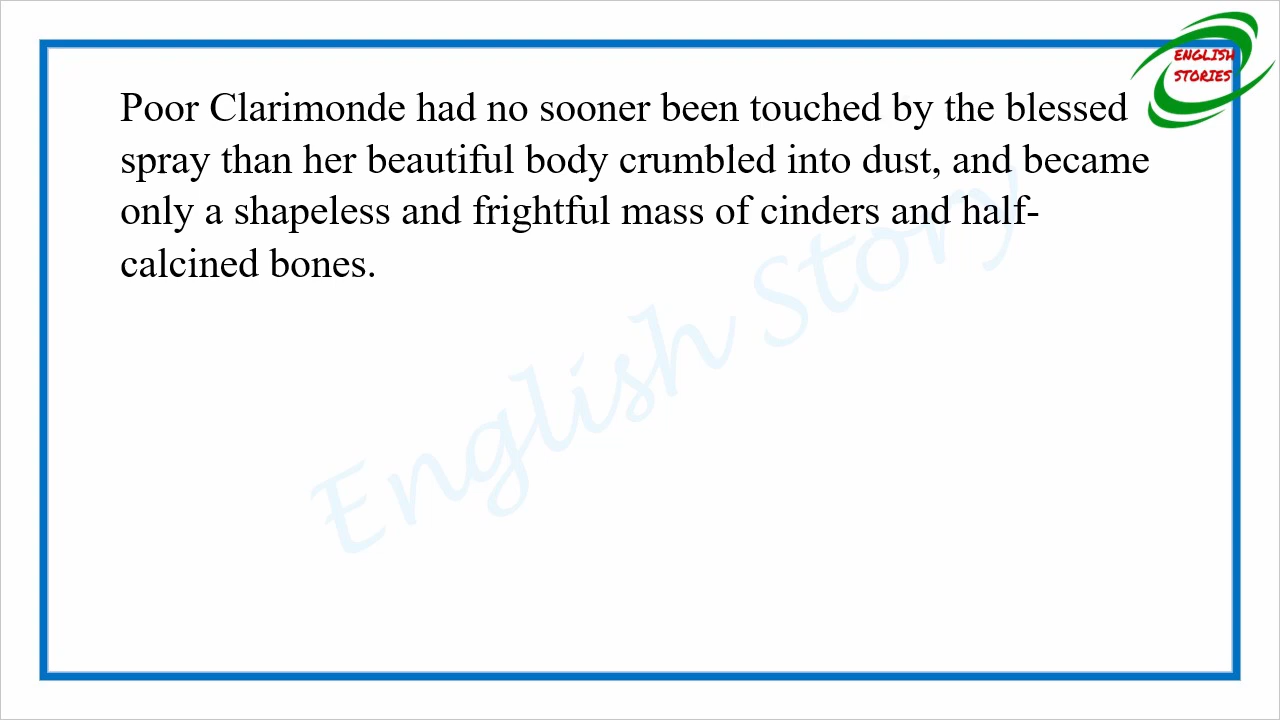 ENGLISH
STORIES
Poor Clarimonde had no sooner been touched by the blessed
spray than her beautiful body crumbled into dust, and became
only a shapeless and frightful mass of cinders and half-
calcined bones.
English Story